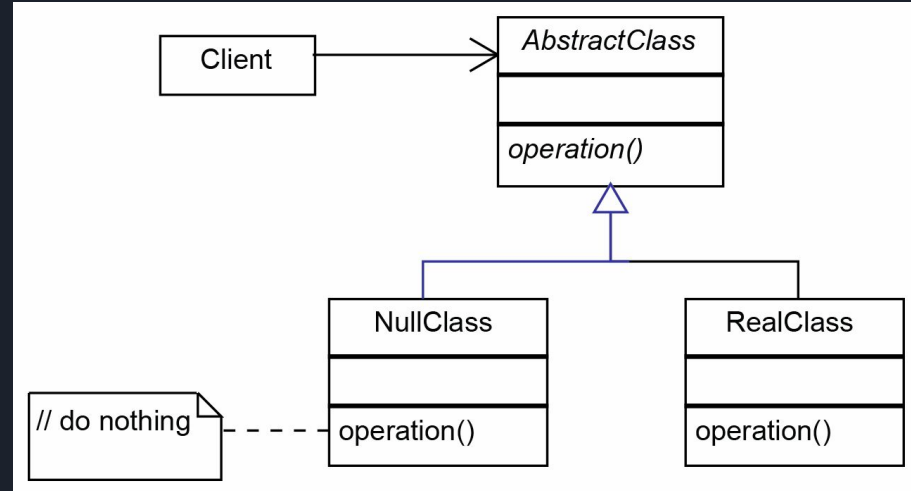 Client
AbstractClass
operation()
NullClass
RealClass
// do nothing
operation()
operation()